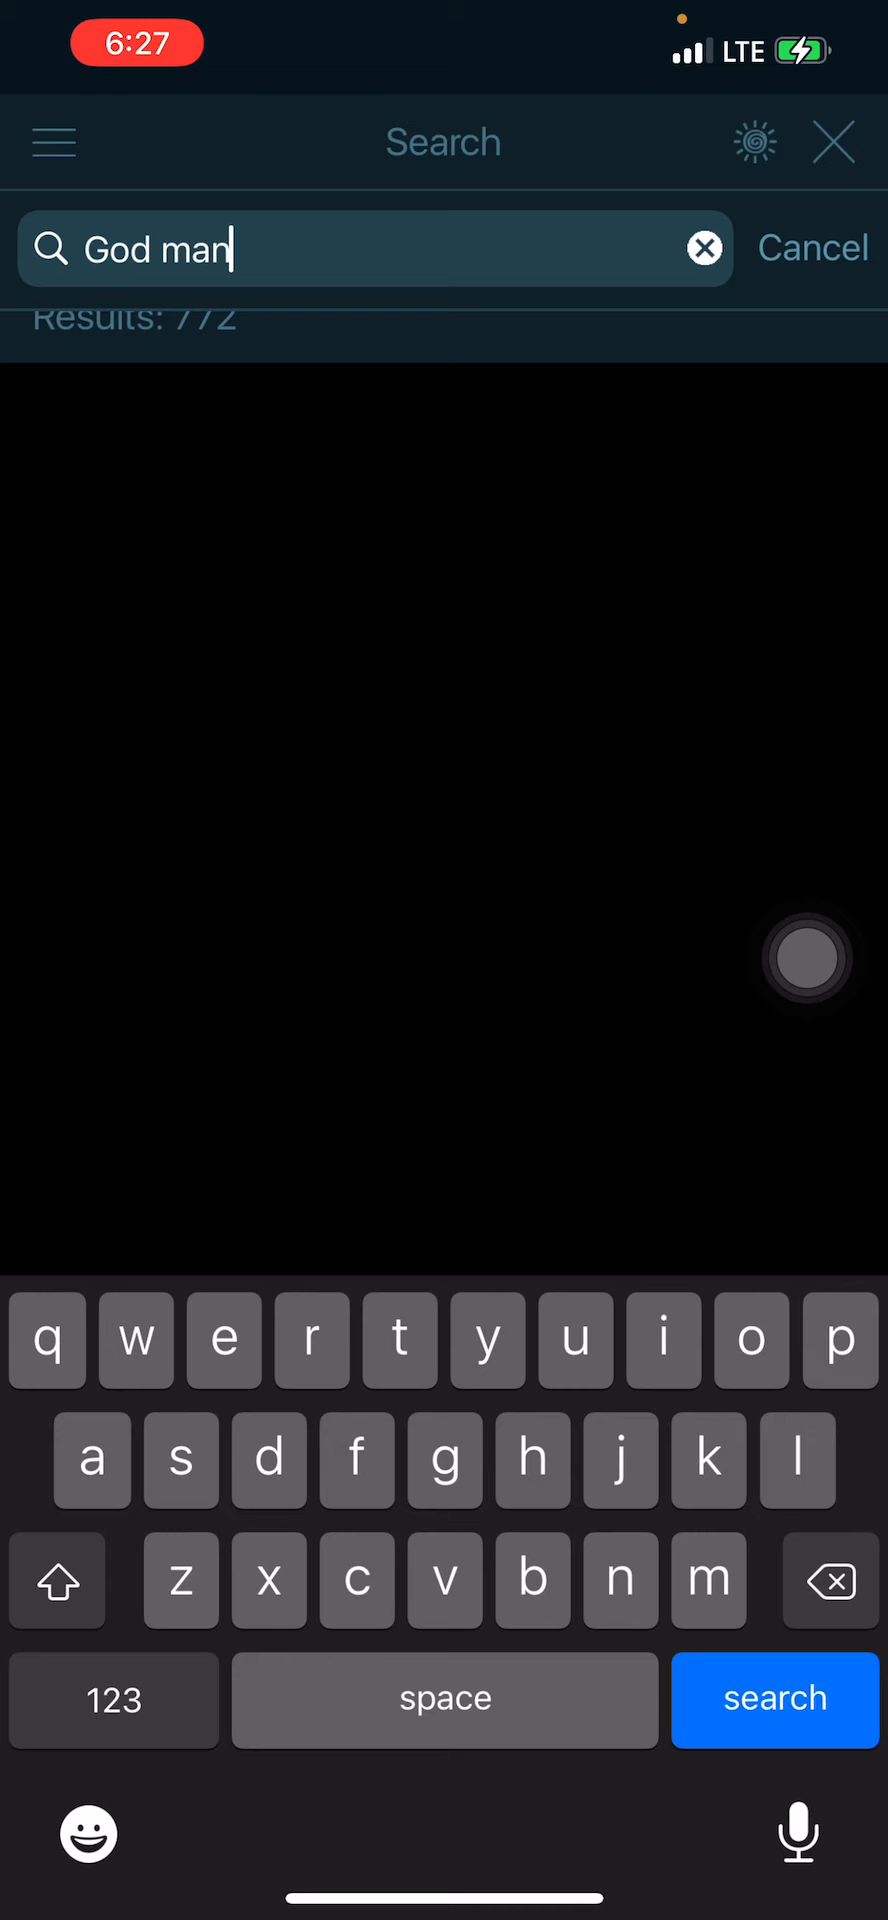 6:27
LTE
Search
God man
Cancel
Results: 772
q w e r t y u i o p
a s d f g h j k l
z x c v b n m
123 space search